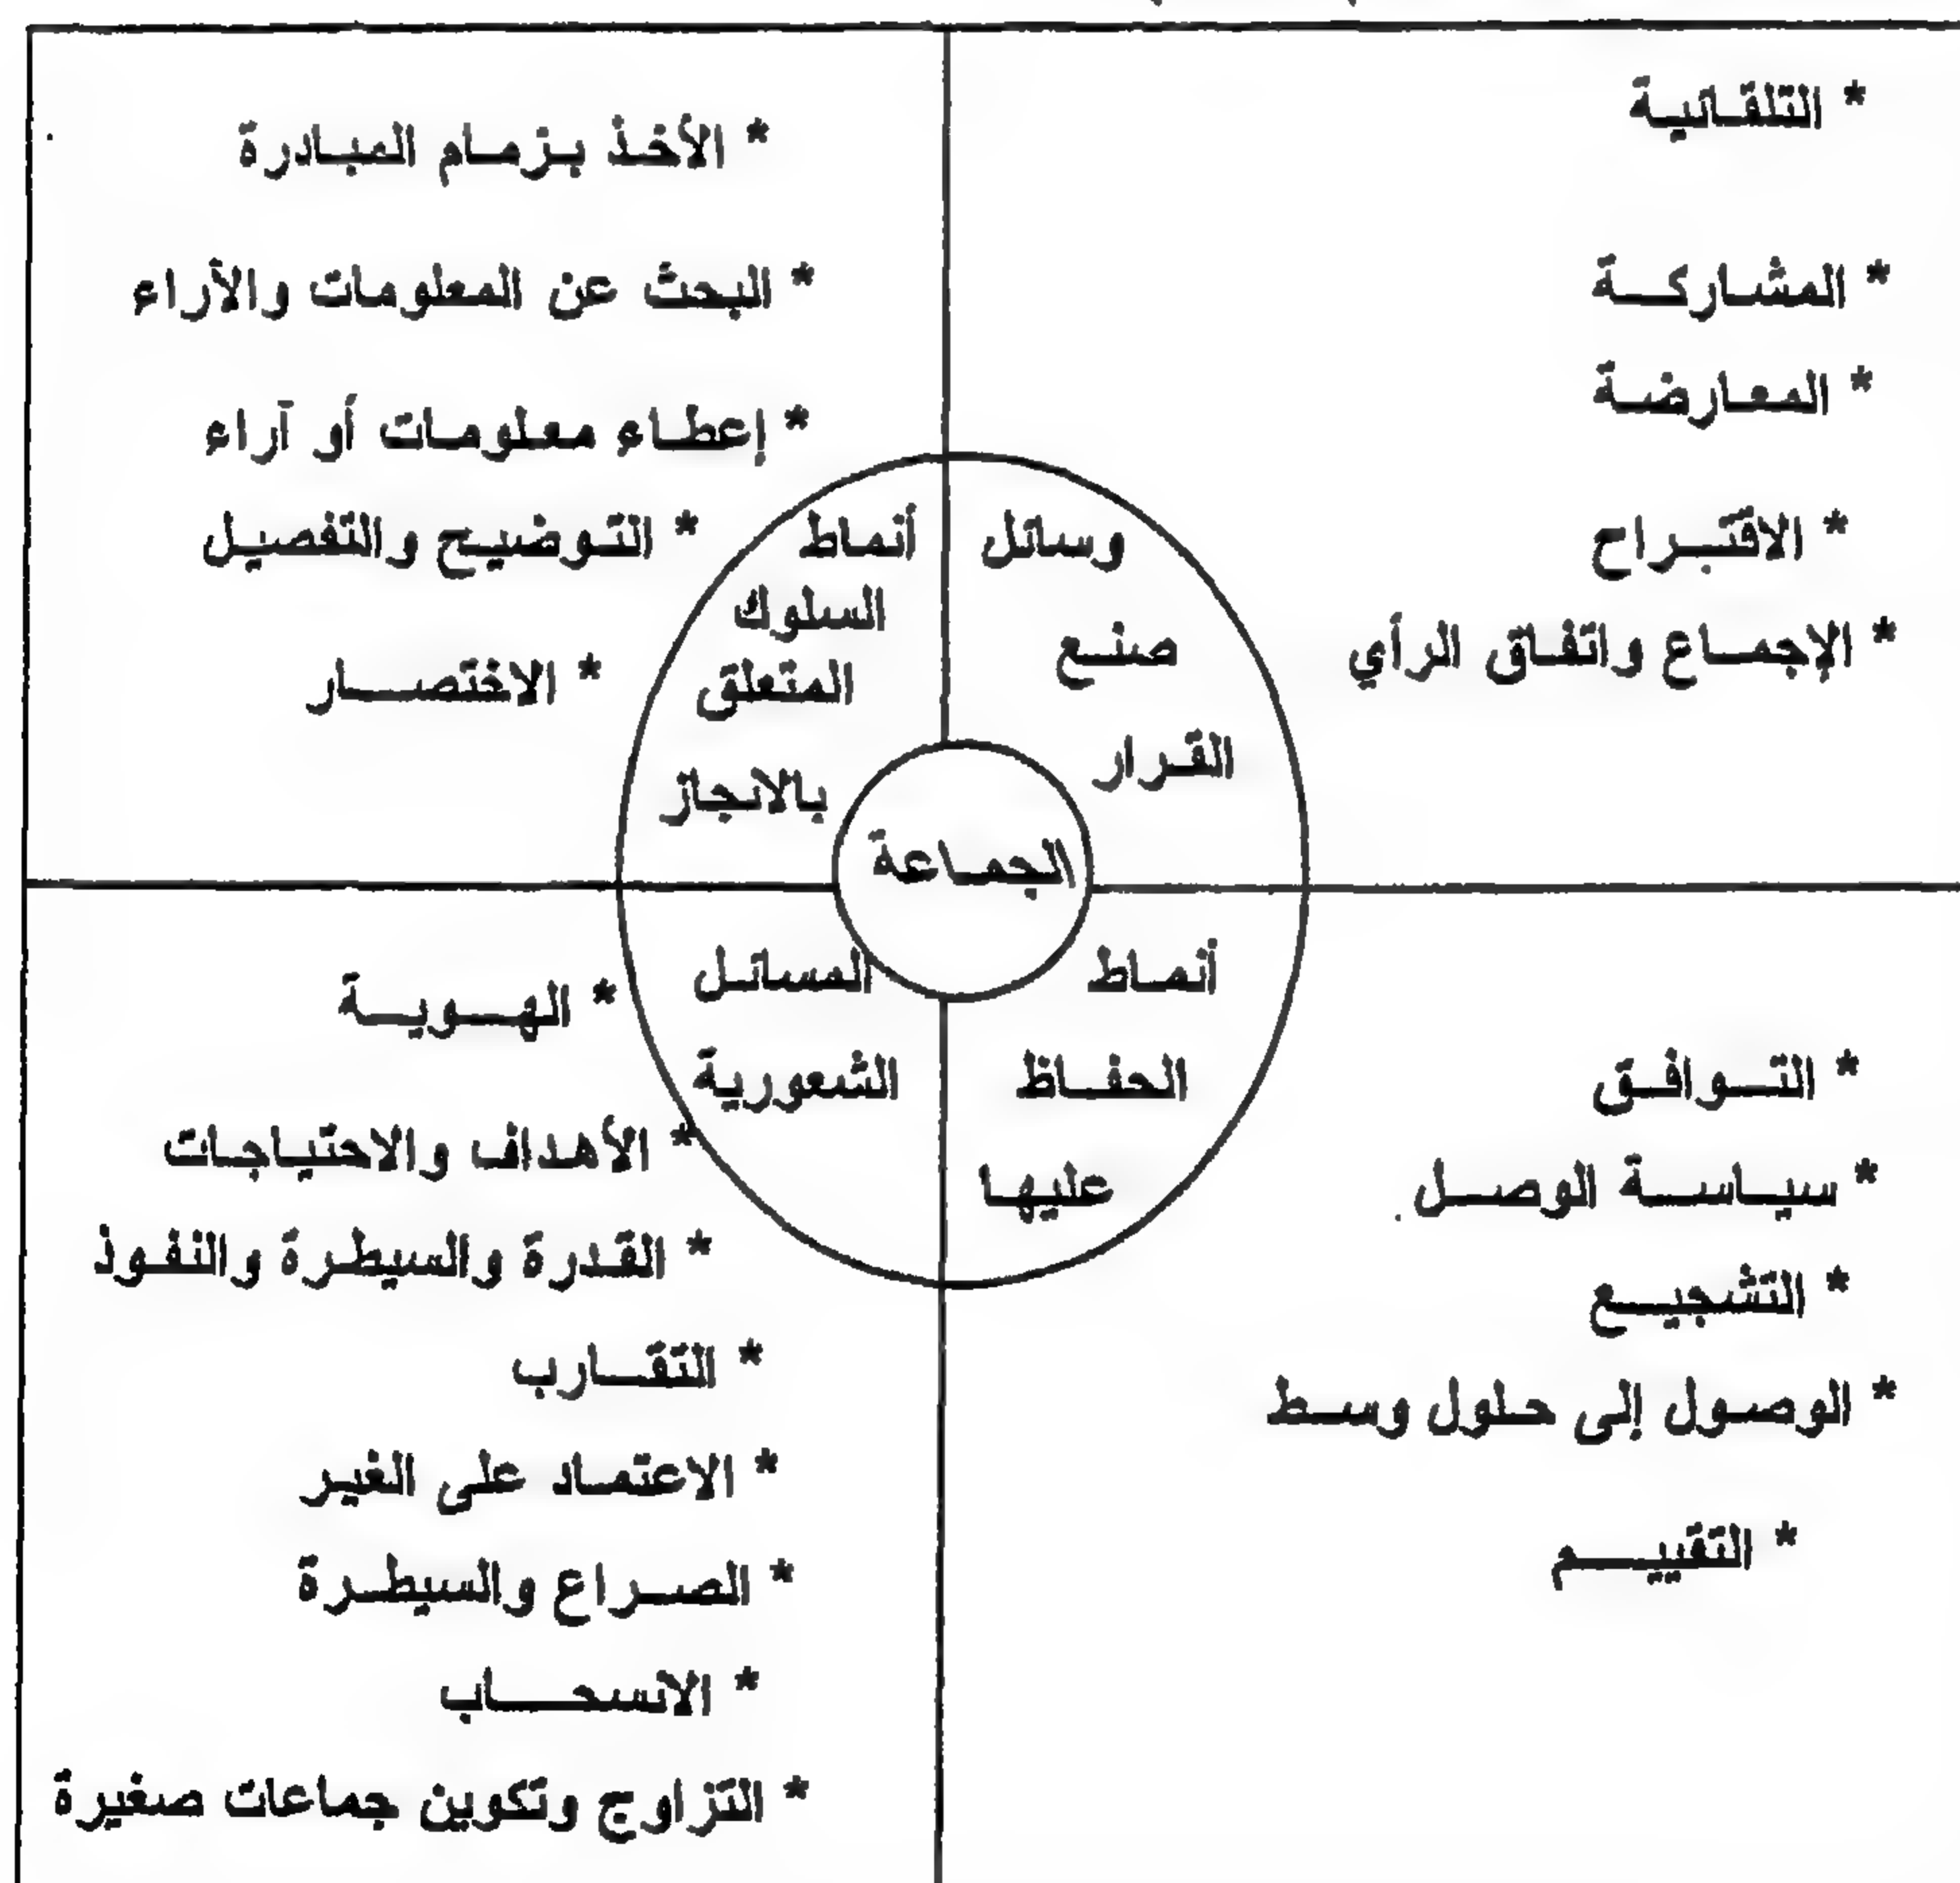 * التلقائية
* المشاركة
* المعارضة
* الاقتراح
* الإجماع واتفاق الرأي
وسائل
صنع
القرار
* الأخذ بزمام المبادرة
* البحث عن المعلومات والآراء
* إعطاء معلومات أو آراء
* التوضيح والتفصيل
* الاختصار
أنماط
السلوك
المتعلق
بالانجاز
الجماعة
أنماط
الحفاظ
عليها
* التوافق
* سياسة الوصل
* التشجيع
* الوصول إلى حلول وسط
* التقييم
المسائل
الشعورية
* الهوية
* الأهداف والاحتياجات
* القدرة والسيطرة والنفوذ
* التقارب
* الاعتماد على الغير
* الصراع والسيطرة
* الانسحاب
* التزاوج وتكوين جماعات صغيرة